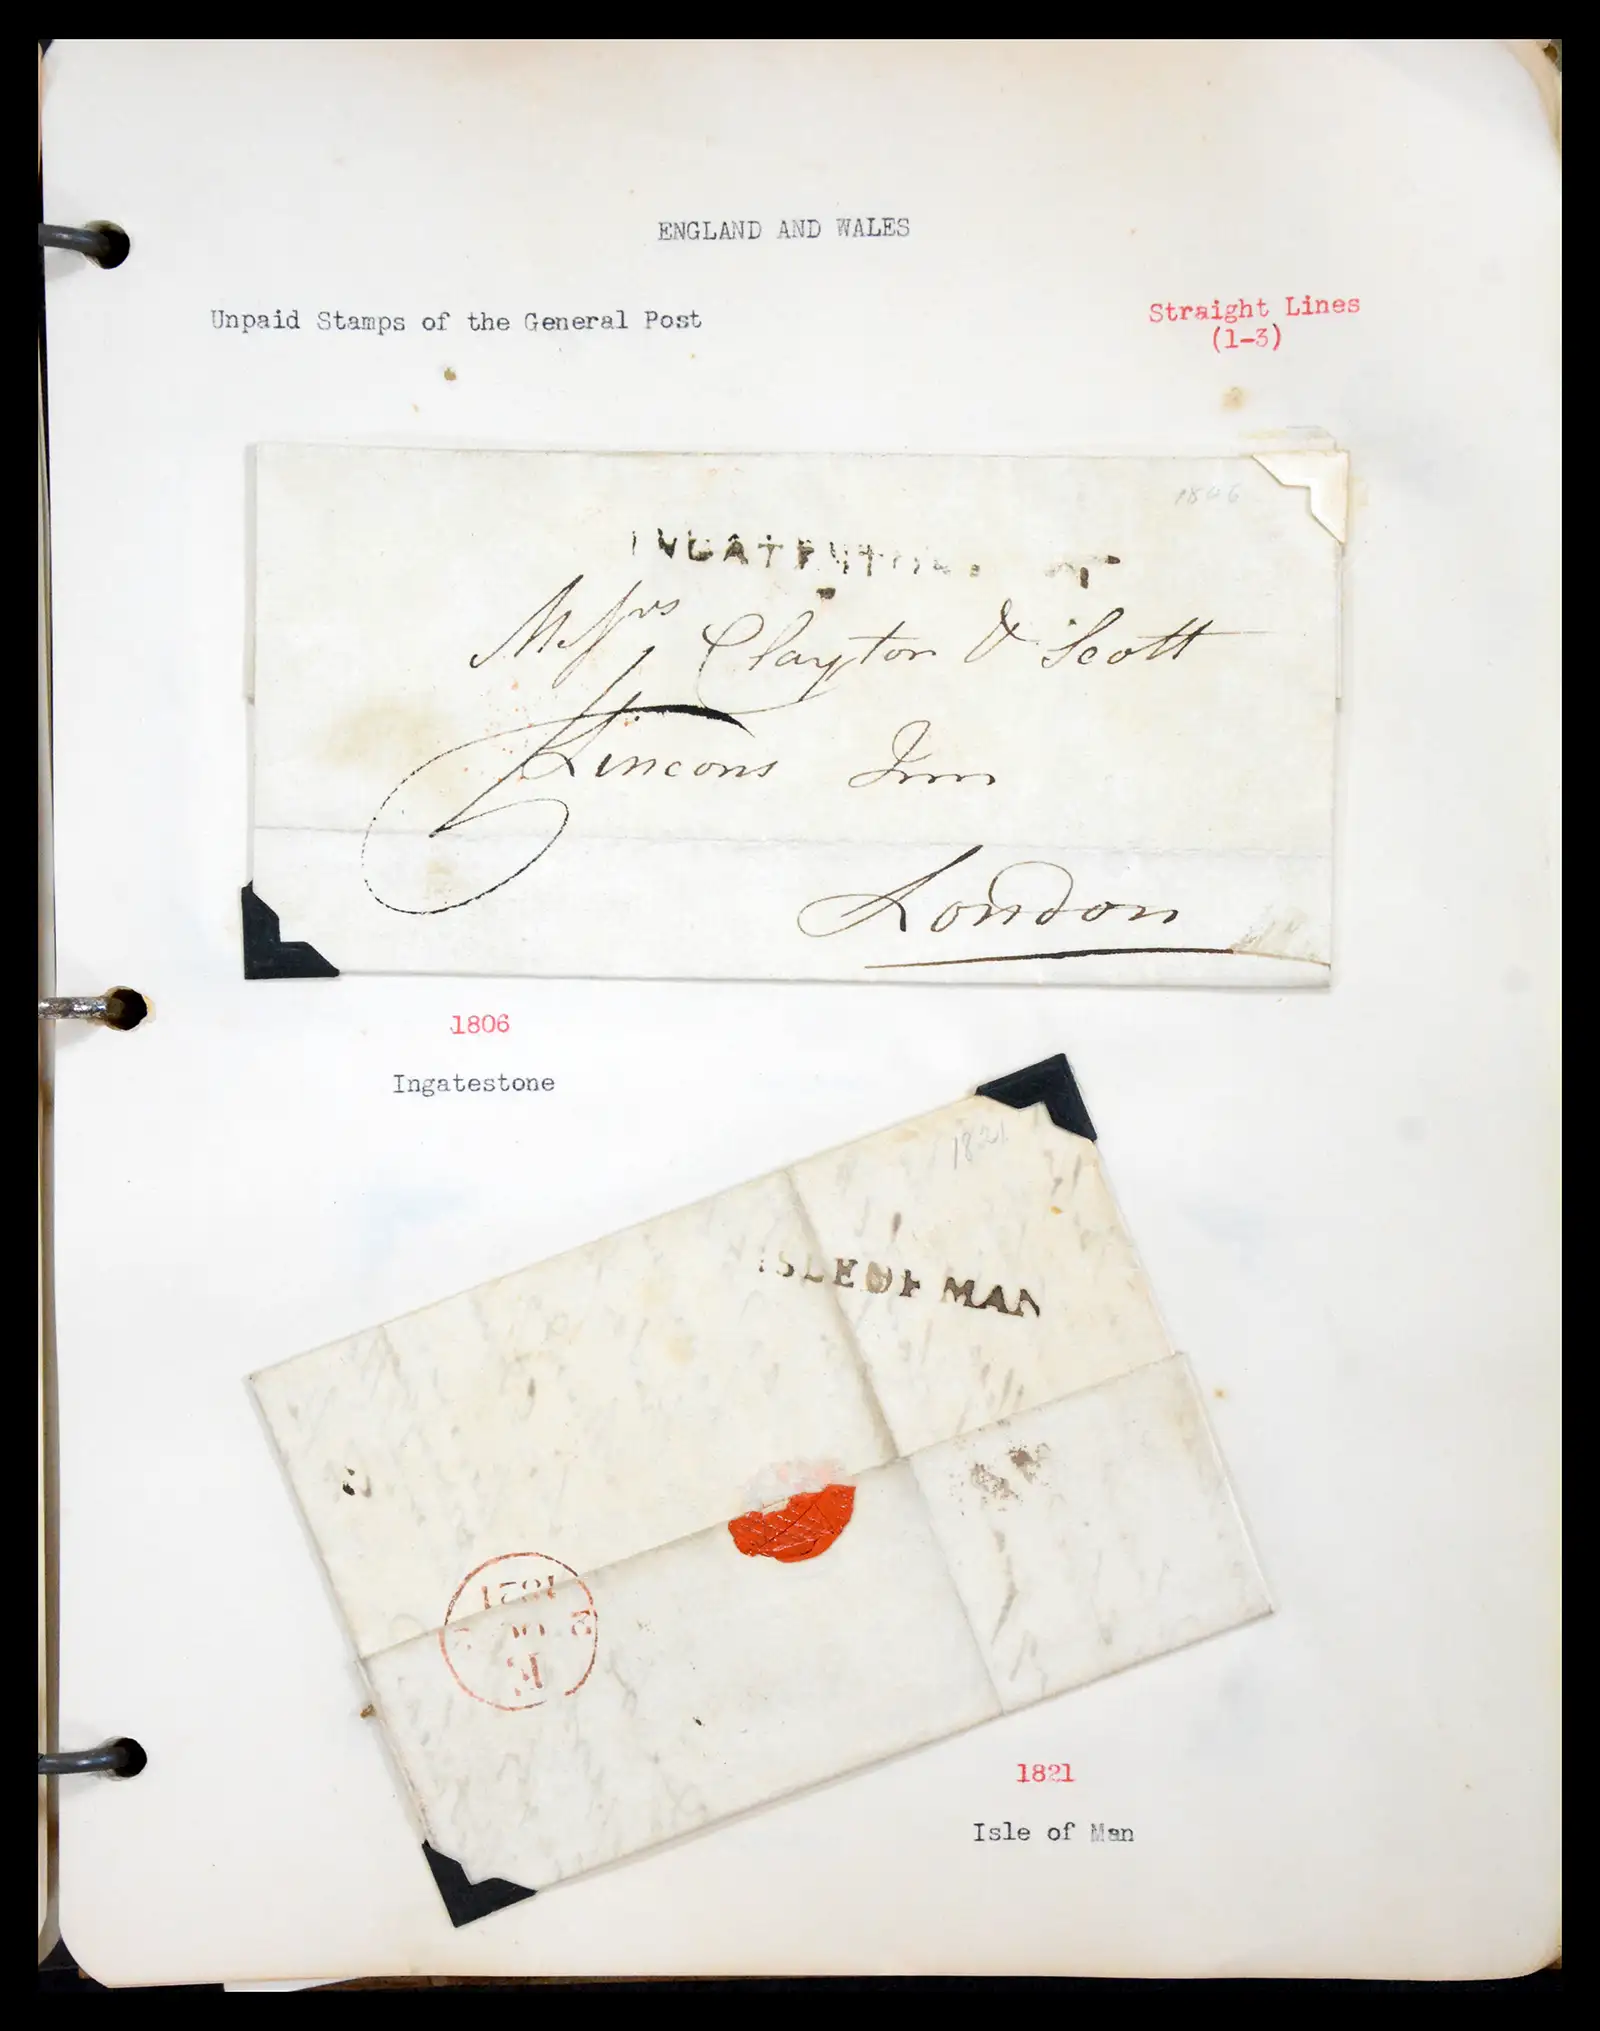 ENGLAND AND WALES
Unpaid Stamps of the General Post
Straight Lines
(1-3)
1806
Messrs Clayton & Scott
Lincons Inn
London
1806
Ingatestone
1821
ISLE OF MAN
1821
E
1821
Isle of Man